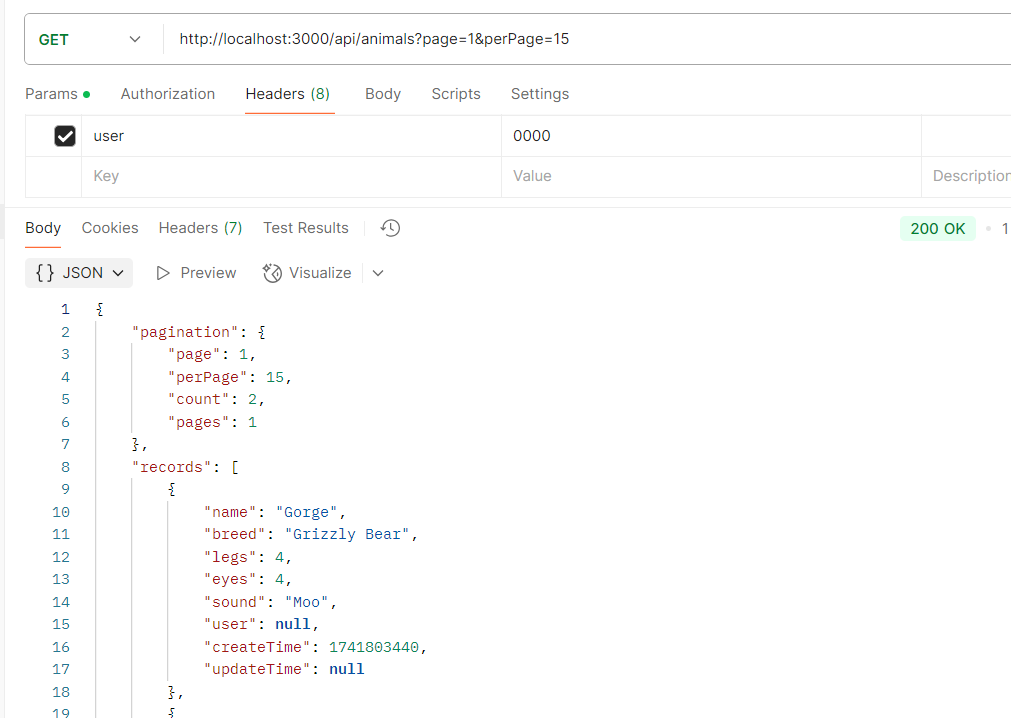 GET http://localhost:3000/api/animals?page=1&perPage=15
Params Authorization Headers (8) Body Scripts Settings
user 0000
Key Value Description
Body Cookies Headers (7) Test Results 200 OK 1
{} JSON Preview Visualize
1 {
2 "pagination": {
3 "page": 1,
4 "perPage": 15,
5 "count": 2,
6 "pages": 1
7 },
8 "records": [
9 {
10 "name": "Gorge",
11 "breed": "Grizzly Bear",
12 "legs": 4,
13 "eyes": 4,
14 "sound": "Moo",
15 "user": null,
16 "createTime": 1741803440,
17 "updateTime": null
18 },
19 {